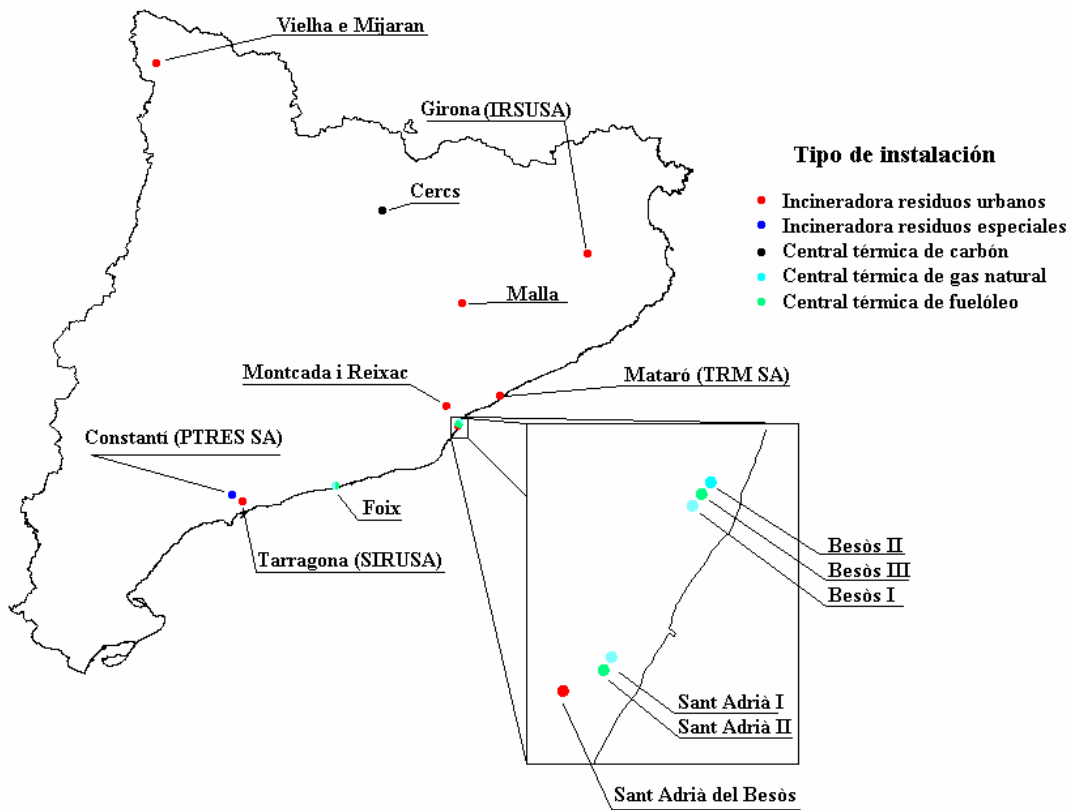 Vielha e Mijaran
Girona (IRSUSA)
Tipo de instalación
Cercs
Incineradora residuos urbanos
Incineradora residuos especiales
Central térmica de carbón
Central térmica de gas natural
Central térmica de fuelóleo
Malla
Montcada i Reixac
Mataró (TRM SA)
Constantí (PTRES SA)
Foix
Tarragona (SIRUSA)
Besòs II
Besòs III
Besòs I
Sant Adrià I
Sant Adrià II
Sant Adrià del Besòs